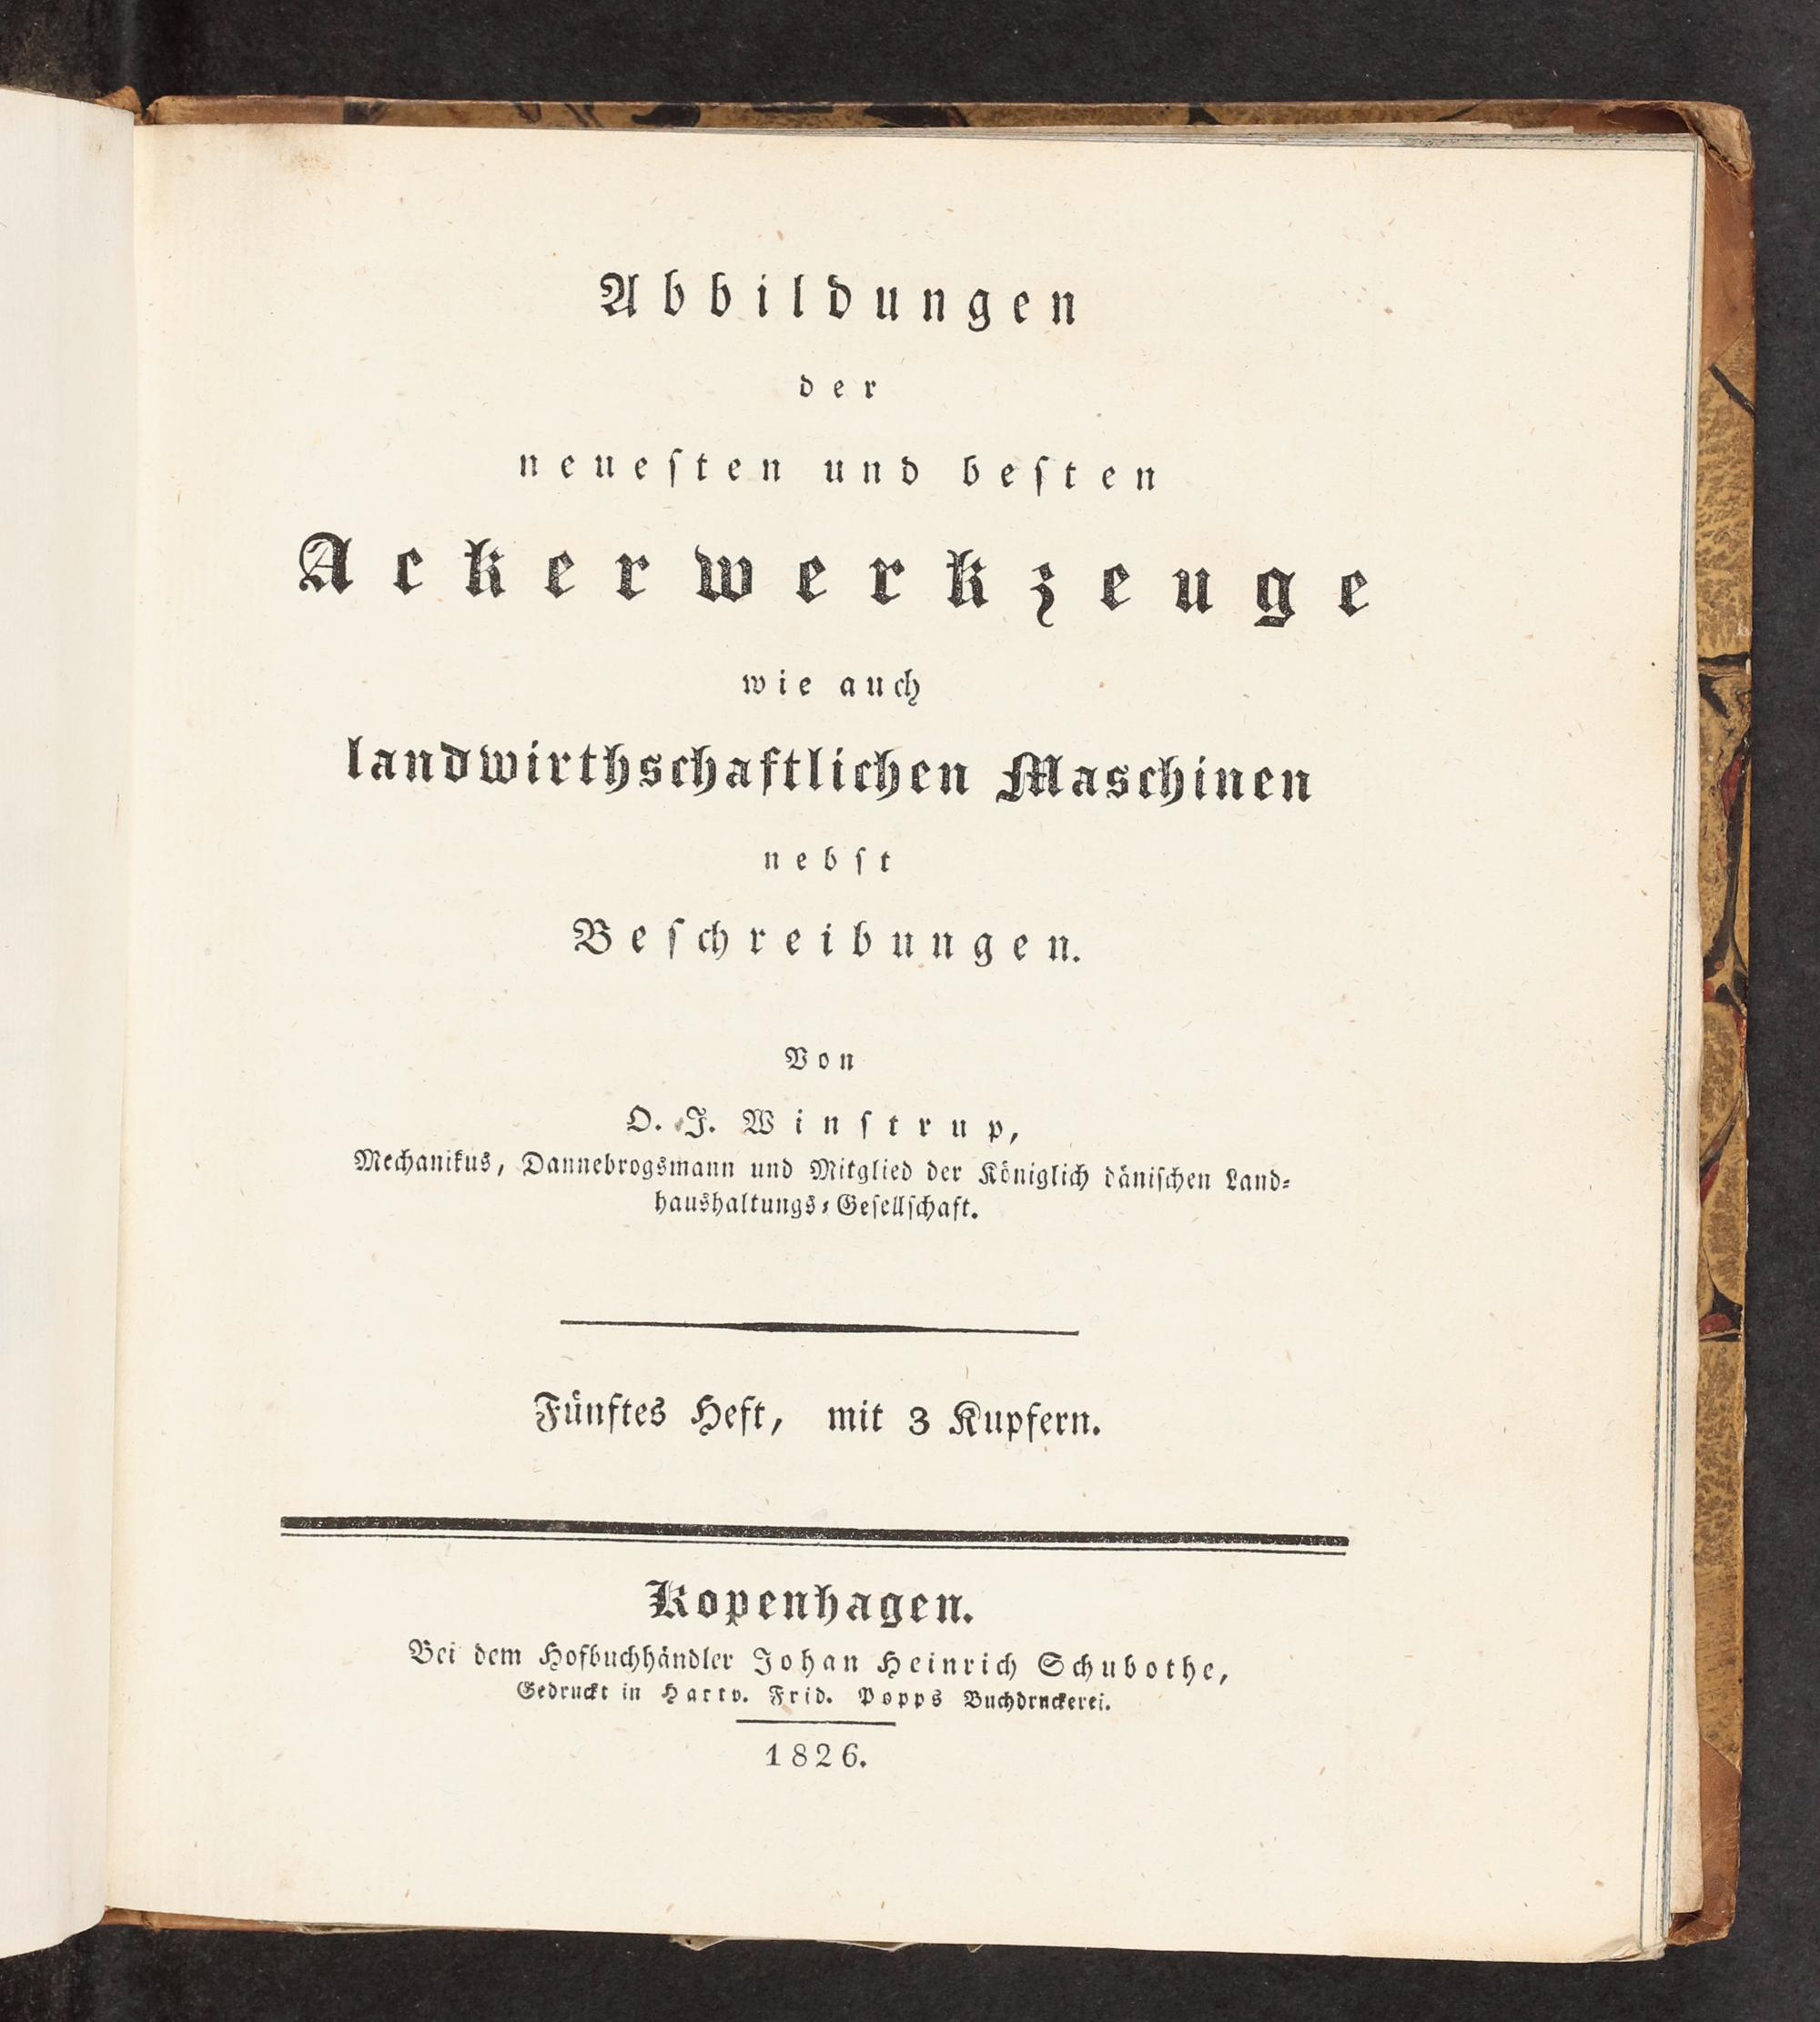 Abbildungen
der
neueſten und beſten
Ackerwerkzeuge
wie auch
landwirthschaftlichen Maschinen
nebſt
Beſchreibungen.
Von
O. J. Winſtrup,
Mechanikus, Dannebrogsmann und Mitglied der Königlich däniſchen Land-
haushaltungs-Geſellſchaft.
Fünftes Heft, mit 3 Kupfern.
Kopenhagen.
Bei dem Hofbuchhändler Johan Heinrich Schubothe,
Gedruckt in Hartv. Frid. Popps Buchdrnckerei.
1826.